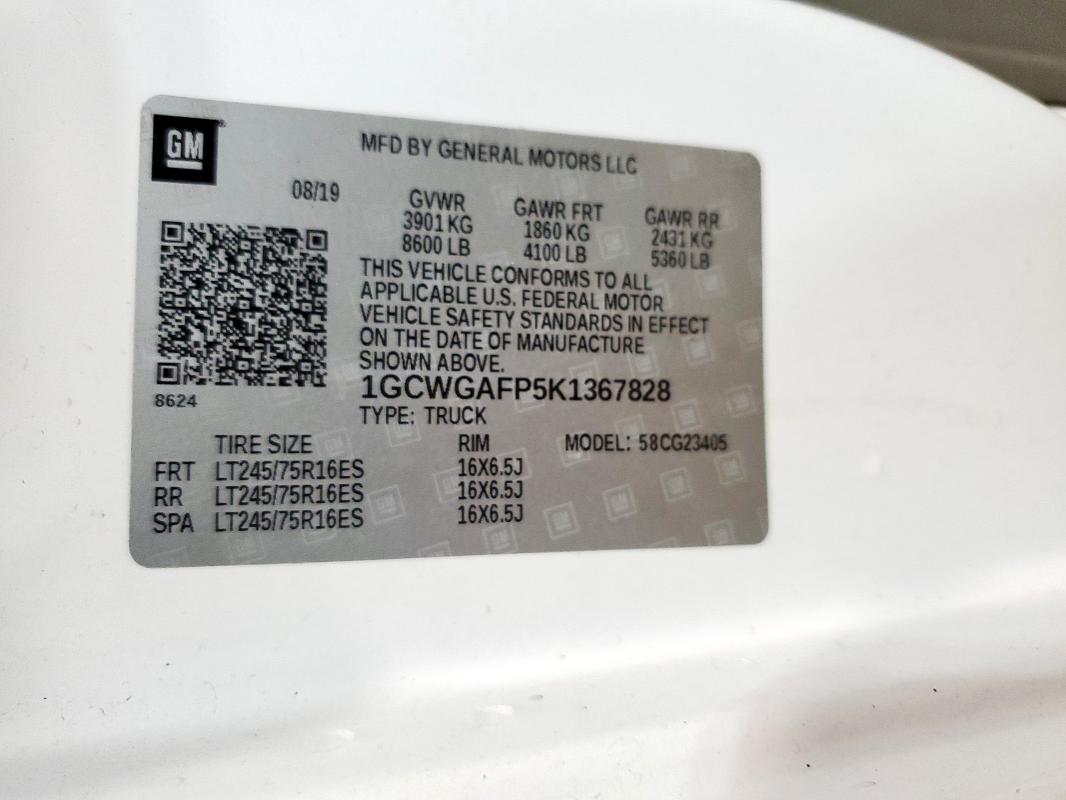 GM
MFD BY GENERAL MOTORS LLC
08/19
GVWR GAWR FRT GAWR RR
3901 KG 1860 KG 2431 KG
8600 LB 4100 LB 5360 LB
THIS VEHICLE CONFORMS TO ALL
APPLICABLE U.S. FEDERAL MOTOR
VEHICLE SAFETY STANDARDS IN EFFECT
ON THE DATE OF MANUFACTURE
SHOWN ABOVE.
8624
1GCWGAFP5K1367828
TYPE: TRUCK
TIRE SIZE RIM MODEL: 58CG23405
FRT LT245/75R16ES 16X6.5J
RR LT245/75R16ES 16X6.5J
SPA LT245/75R16ES 16X6.5J